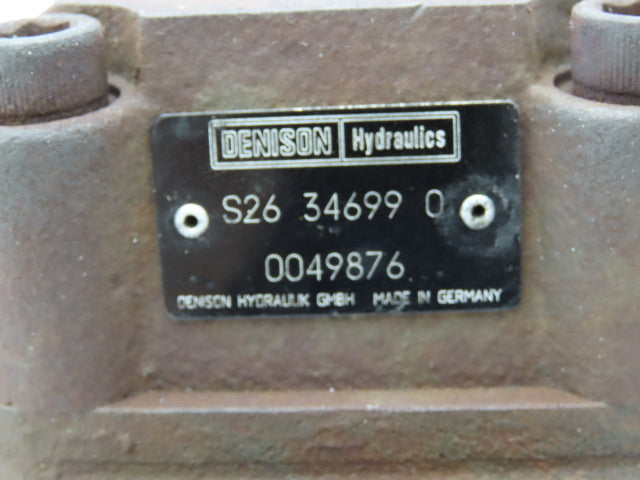 DENISON Hydraulics
S26 34699 0
0049876
DENISON HYDRAULIK GMBH MADE IN GERMANY